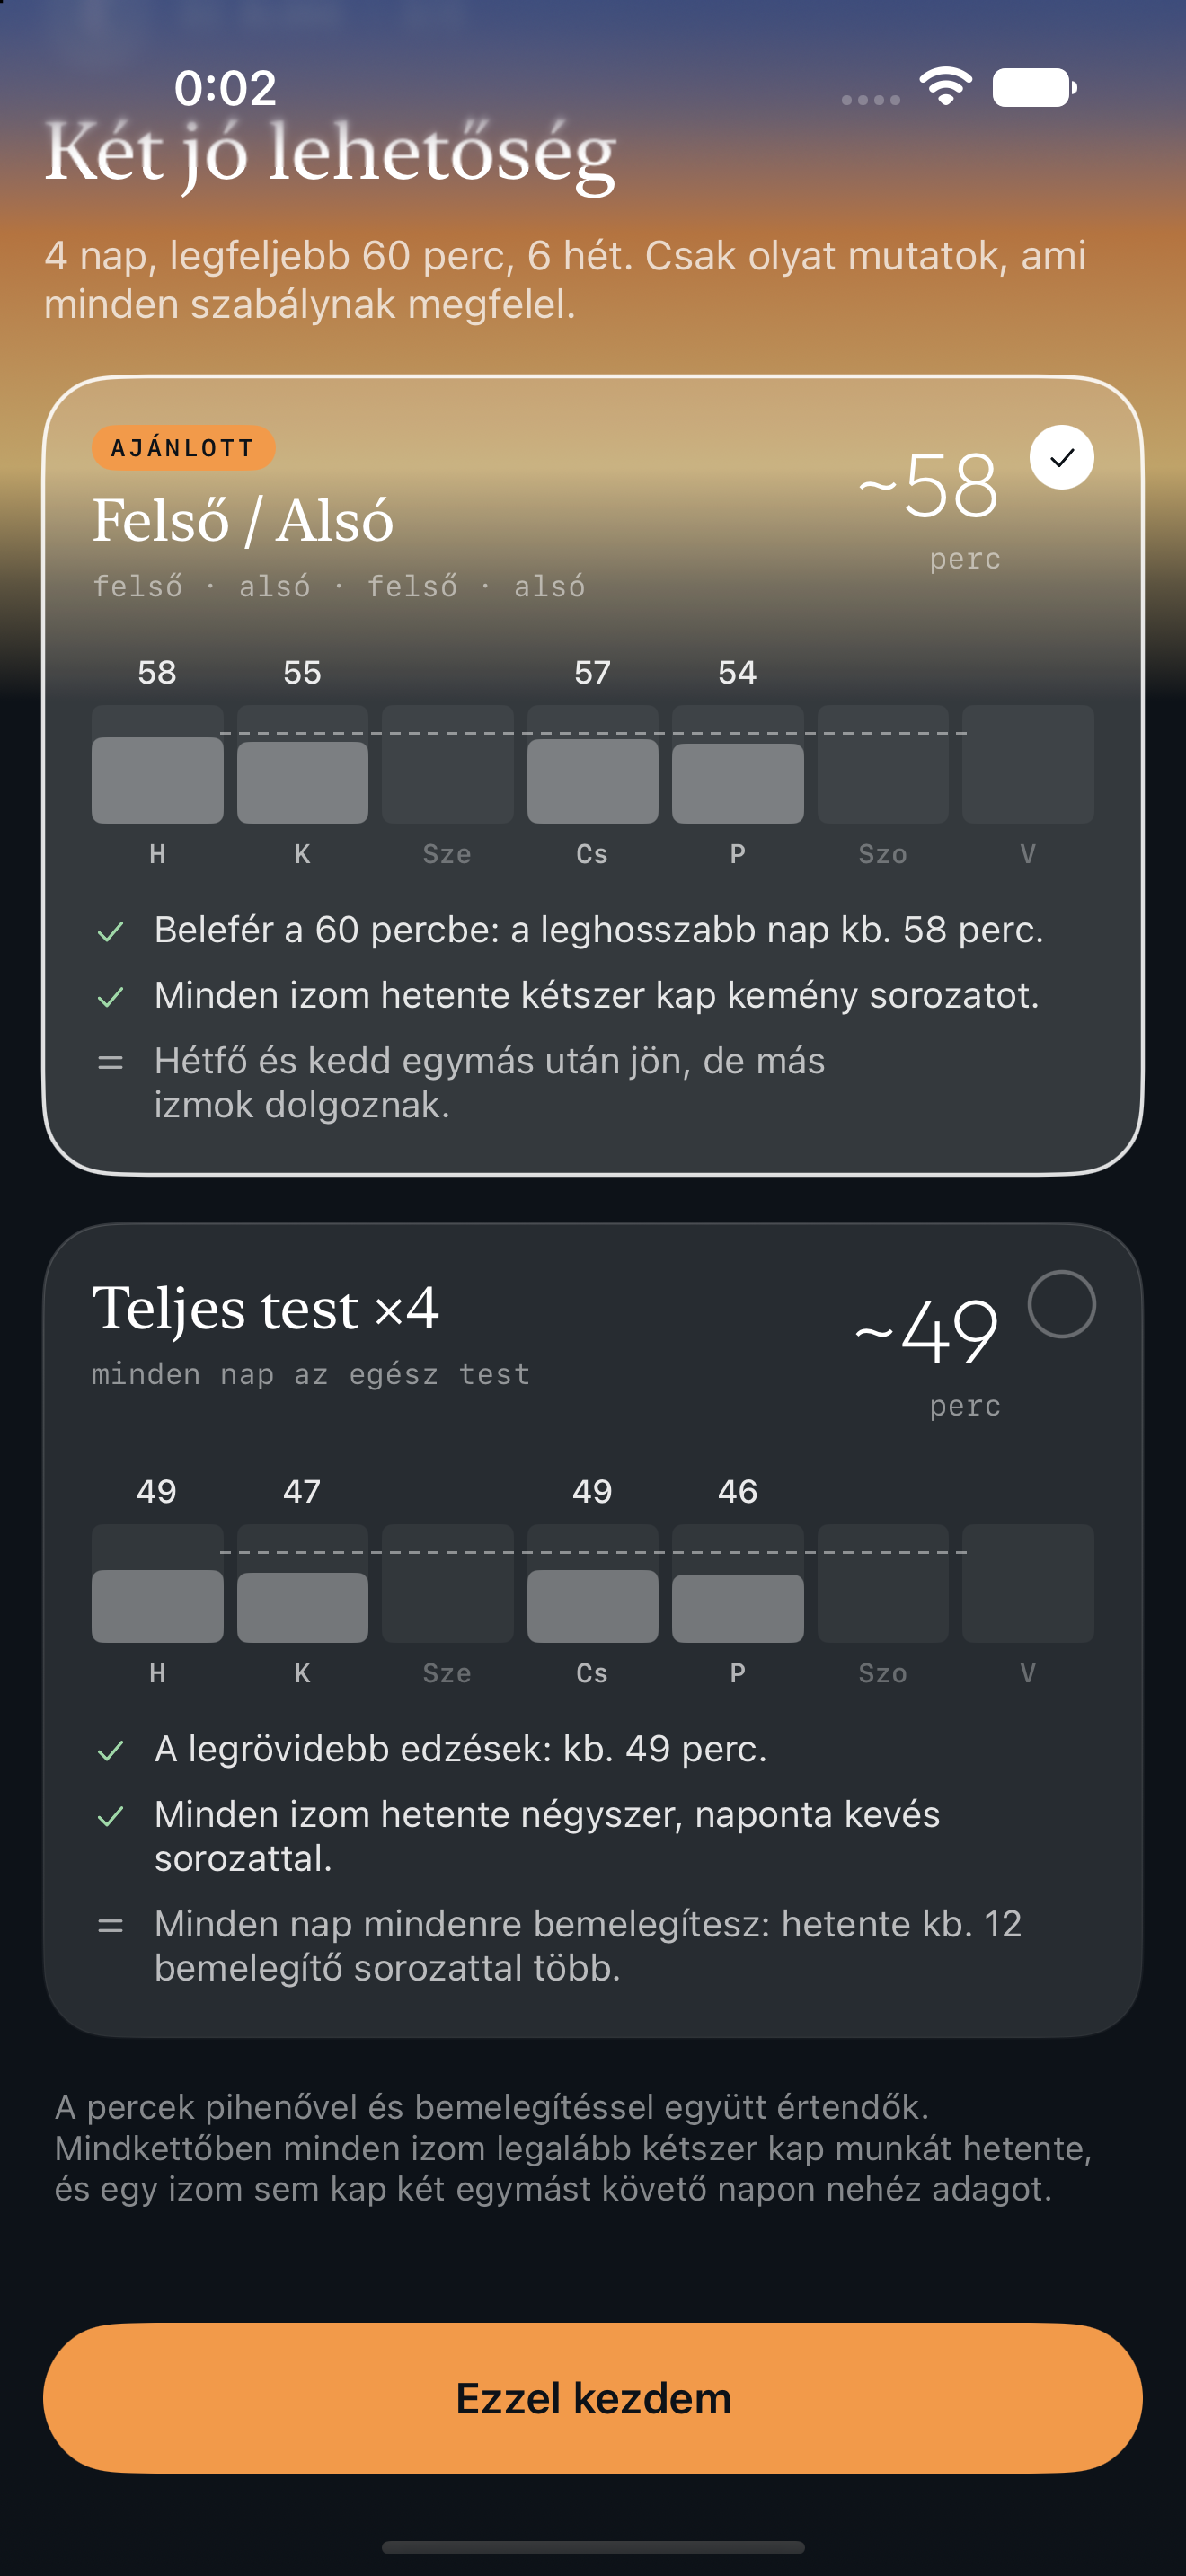 0:02
Két jó lehetőség
4 nap, legfeljebb 60 perc, 6 hét. Csak olyat mutatok, ami
minden szabálynak megfelel.
AJÁNLOTT
Felső / Alsó
~58
perc
felső · alsó · felső · alsó
58 55 57 54
H K Sze Cs P Szo V
Belefér a 60 percbe: a leghosszabb nap kb. 58 perc.
Minden izom hetente kétszer kap kemény sorozatot.
Hétfő és kedd egymás után jön, de más
izmok dolgoznak.
Teljes test ×4
~49
perc
minden nap az egész test
49 47 49 46
H K Sze Cs P Szo V
A legrövidebb edzések: kb. 49 perc.
Minden izom hetente négyszer, naponta kevés
sorozattal.
Minden nap mindenre bemelegítesz: hetente kb. 12
bemelegítő sorozattal több.
A percek pihenővel és bemelegítéssel együtt értendők.
Mindkettőben minden izom legalább kétszer kap munkát hetente,
és egy izom sem kap két egymást követő napon nehéz adagot.
Ezzel kezdem